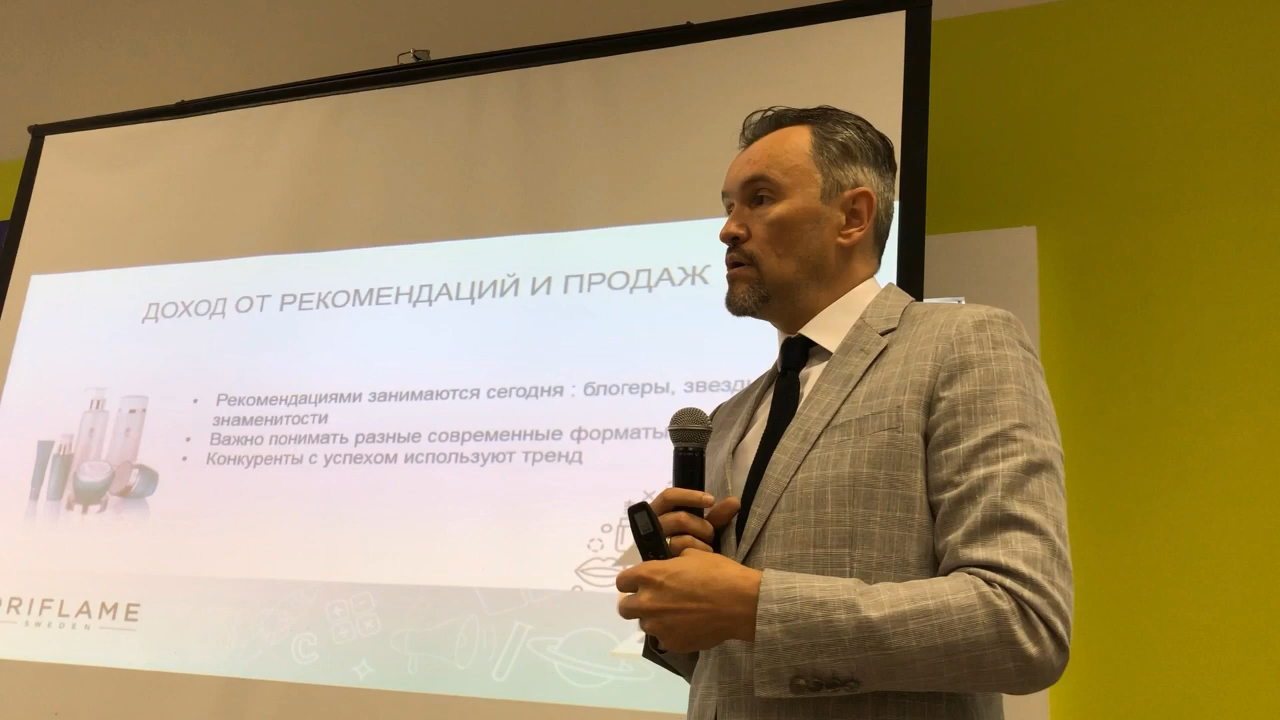 ДОХОД ОТ РЕКОМЕНДАЦИЙ И ПРОДАЖ
• Рекомендациями занимаются сегодня : блогеры,
знаменитости
• Важно понимать разные современные форматы
• Конкуренты с успехом используют тренд
ORIFLAME
SWEDEN